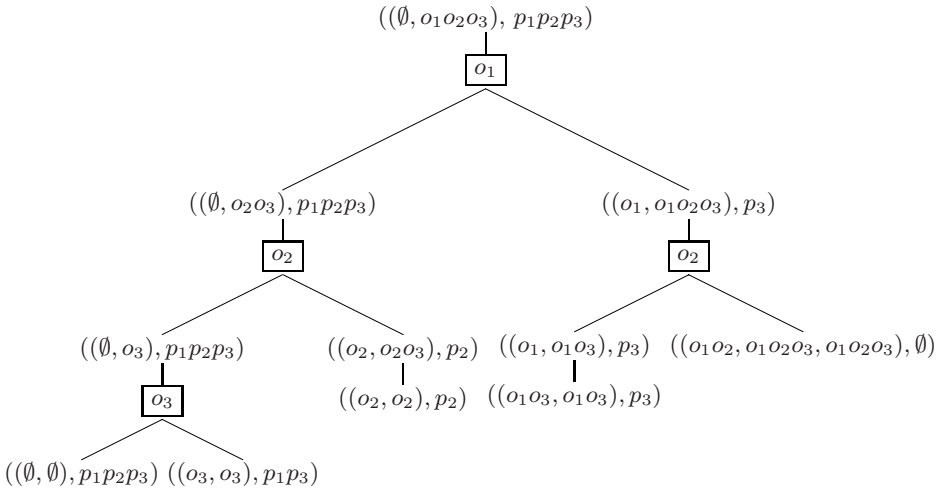 ((∅, o₁o₂o₃), p₁p₂p₃)
o₁
((∅, o₂o₃), p₁p₂p₃) ((o₁, o₁o₂o₃), p₃)
o₂ o₂
((∅, o₃), p₁p₂p₃) ((o₂, o₂o₃), p₂) ((o₁, o₁o₃), p₃) ((o₁o₂, o₁o₂o₃, o₁o₂o₃), ∅)
o₃ ((o₂, o₂), p₂) ((o₁o₃, o₁o₃), p₃)
((∅, ∅), p₁p₂p₃) ((o₃, o₃), p₁p₃)